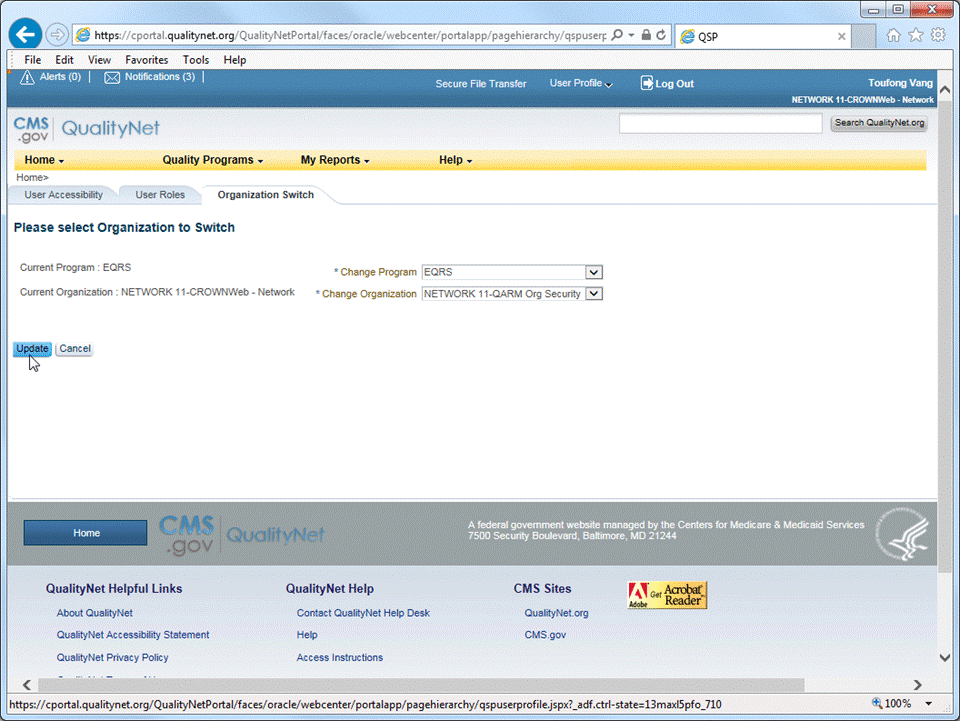 https://cportal.qualitynet.org/QualityNetPortal/faces/oracle/webcenter/portalapp/pagehierarchy/qspuserp
QSP
File Edit View Favorites Tools Help
Alerts (0) | Notifications (3) |
Secure File Transfer User Profile Log Out
Toufong Vang
NETWORK 11-CROWNWeb - Network
CMS .gov QualityNet
Search QualityNet.org
Home Quality Programs My Reports Help
Home>
User Accessibility User Roles Organization Switch
Please select Organization to Switch
Current Program : EQRS * Change Program EQRS
Current Organization : NETWORK 11-CROWNWeb - Network * Change Organization NETWORK 11-QARM Org Security
Update Cancel
Home
CMS .gov QualityNet
A federal government website managed by the Centers for Medicare & Medicaid Services
7500 Security Boulevard, Baltimore, MD 21244
QualityNet Helpful Links QualityNet Help CMS Sites
Adobe Get Acrobat Reader
About QualityNet Contact QualityNet Help Desk QualityNet.org
QualityNet Accessibility Statement Help CMS.gov
QualityNet Privacy Policy Access Instructions
https://cportal.qualitynet.org/QualityNetPortal/faces/oracle/webcenter/portalapp/pagehierarchy/qspuserprofile.jspx?_adf.ctrl-state=13maxl5pfo_710
100%